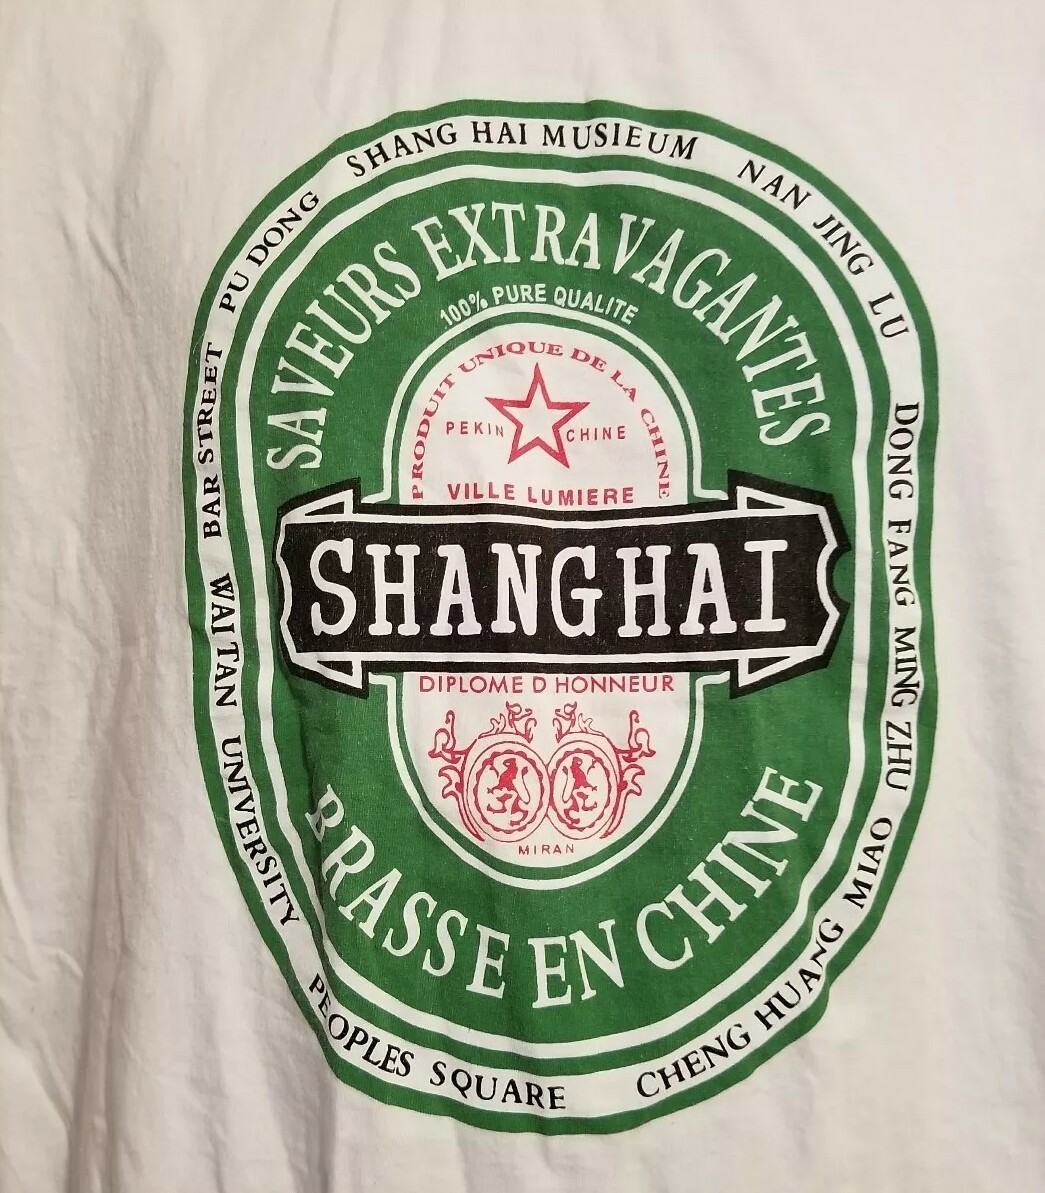 SHANG HAI MUSIEUM
NAN JING LU
DONG FANG MING ZHU
CHENG HUANG MIAO
PEOPLES SQUARE
UNIVERSITY
WAITAN
BAR STREET
PU DONG
SAVEURS EXTRAVAGANTES
100% PURE QUALITE
PRODUIT UNIQUE DE LA CHINE
PEKIN CHINE
VILLE LUMIERE
SHANGHAI
DIPLOME D HONNEUR
MIRAN
BRASSE EN CHINE